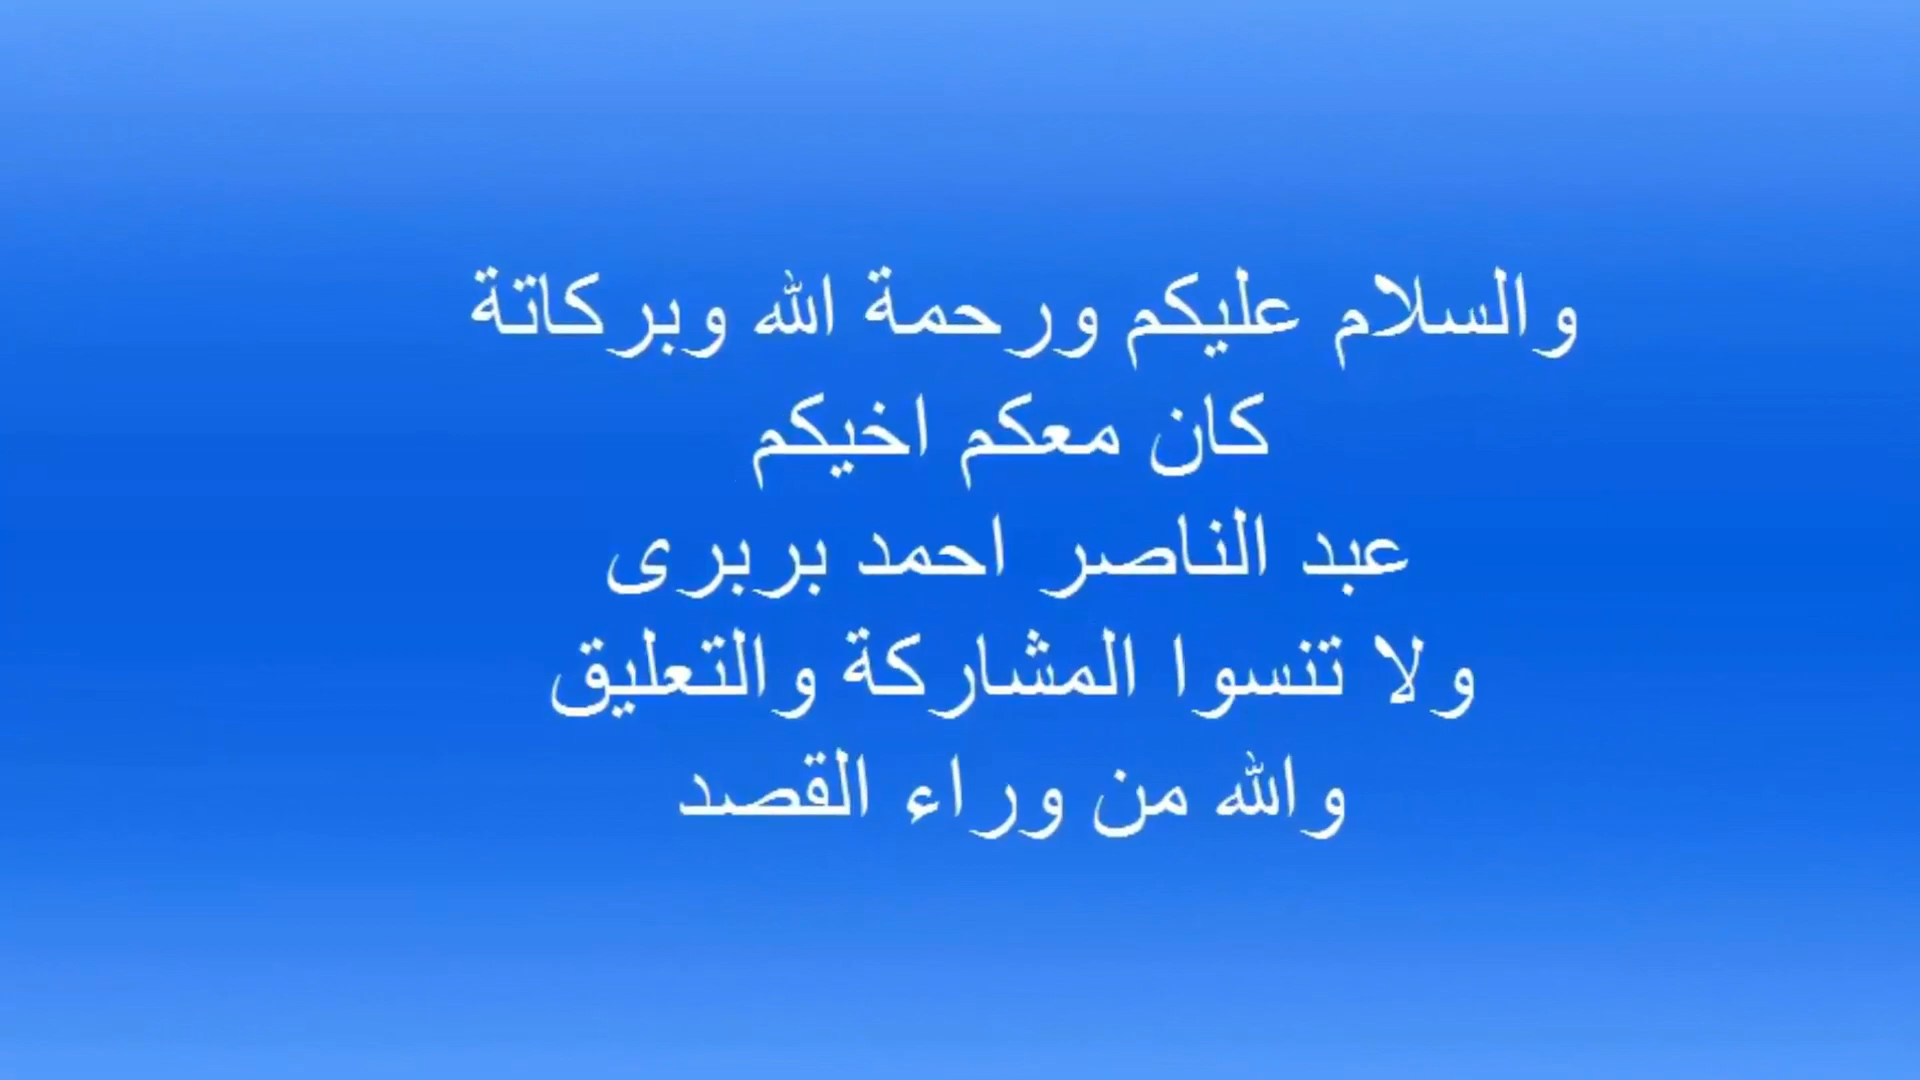 والسلام عليكم ورحمة الله وبركاتة
كان معكم اخيكم
عبد الناصر احمد بربرى
ولا تنسوا المشاركة والتعليق
والله من وراء القصد